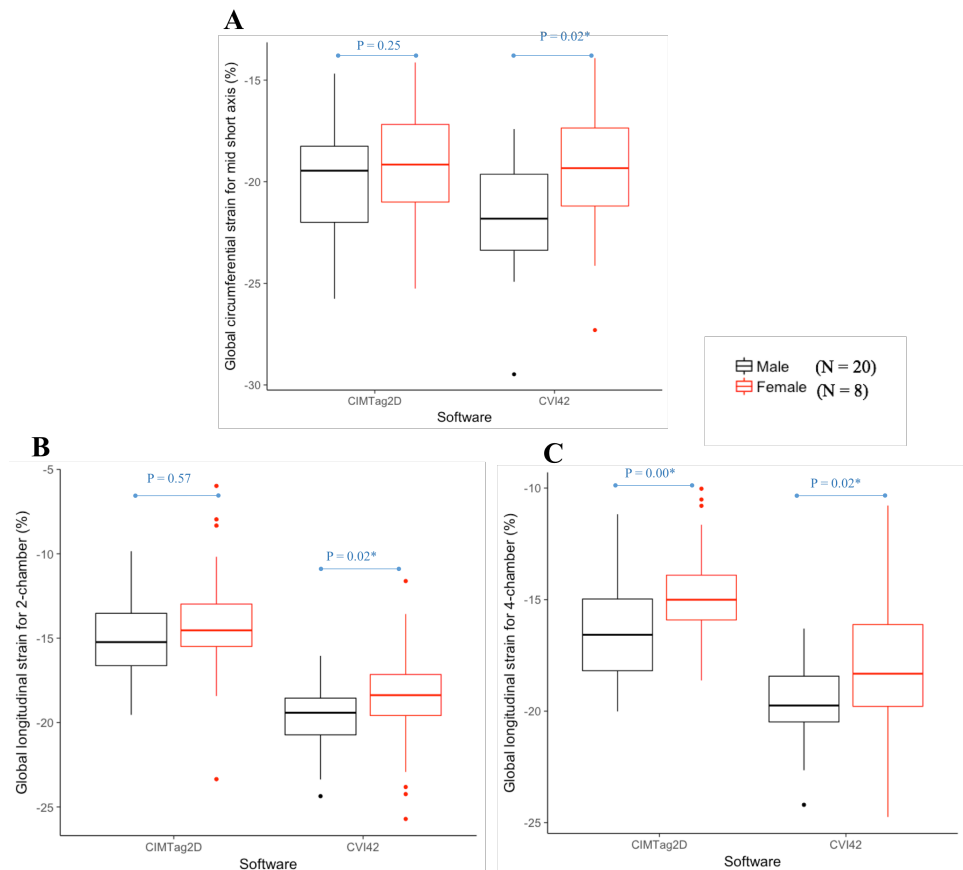 A
P = 0.25
P = 0.02*
Global circumferential strain for mid short axis (%)
-15
-20
-25
-30
CIMTag2D
CVI42
Software
Male (N = 20)
Female (N = 8)
B
P = 0.57
P = 0.02*
Global longitudinal strain for 2-chamber (%)
-5
-10
-15
-20
-25
CIMTag2D
CVI42
Software
C
P = 0.00*
P = 0.02*
Global longitudinal strain for 4-chamber (%)
-10
-15
-20
-25
CIMTag2D
CVI42
Software